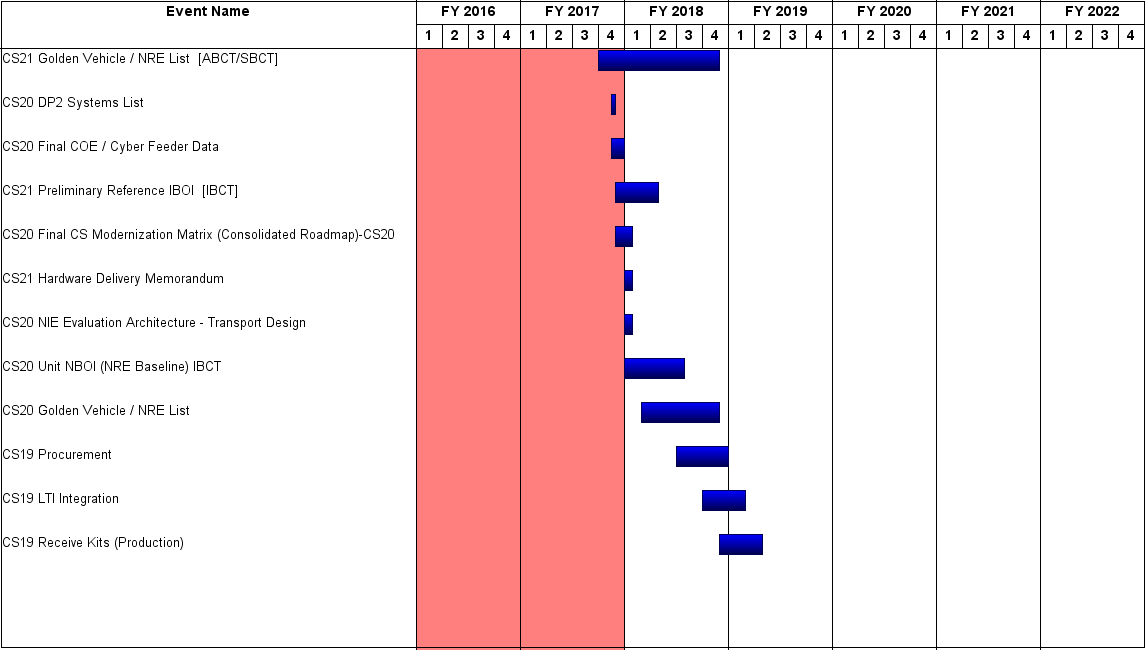 Event Name FY 2016 FY 2017 FY 2018 FY 2019 FY 2020 FY 2021 FY 2022
1 2 3 4 1 2 3 4 1 2 3 4 1 2 3 4 1 2 3 4 1 2 3 4 1 2 3 4
CS21 Golden Vehicle / NRE List [ABCT/SBCT]
CS20 DP2 Systems List
CS20 Final COE / Cyber Feeder Data
CS21 Preliminary Reference IBOI [IBCT]
CS20 Final CS Modernization Matrix (Consolidated Roadmap)-CS20
CS21 Hardware Delivery Memorandum
CS20 NIE Evaluation Architecture - Transport Design
CS20 Unit NBOI (NRE Baseline) IBCT
CS20 Golden Vehicle / NRE List
CS19 Procurement
CS19 LTI Integration
CS19 Receive Kits (Production)